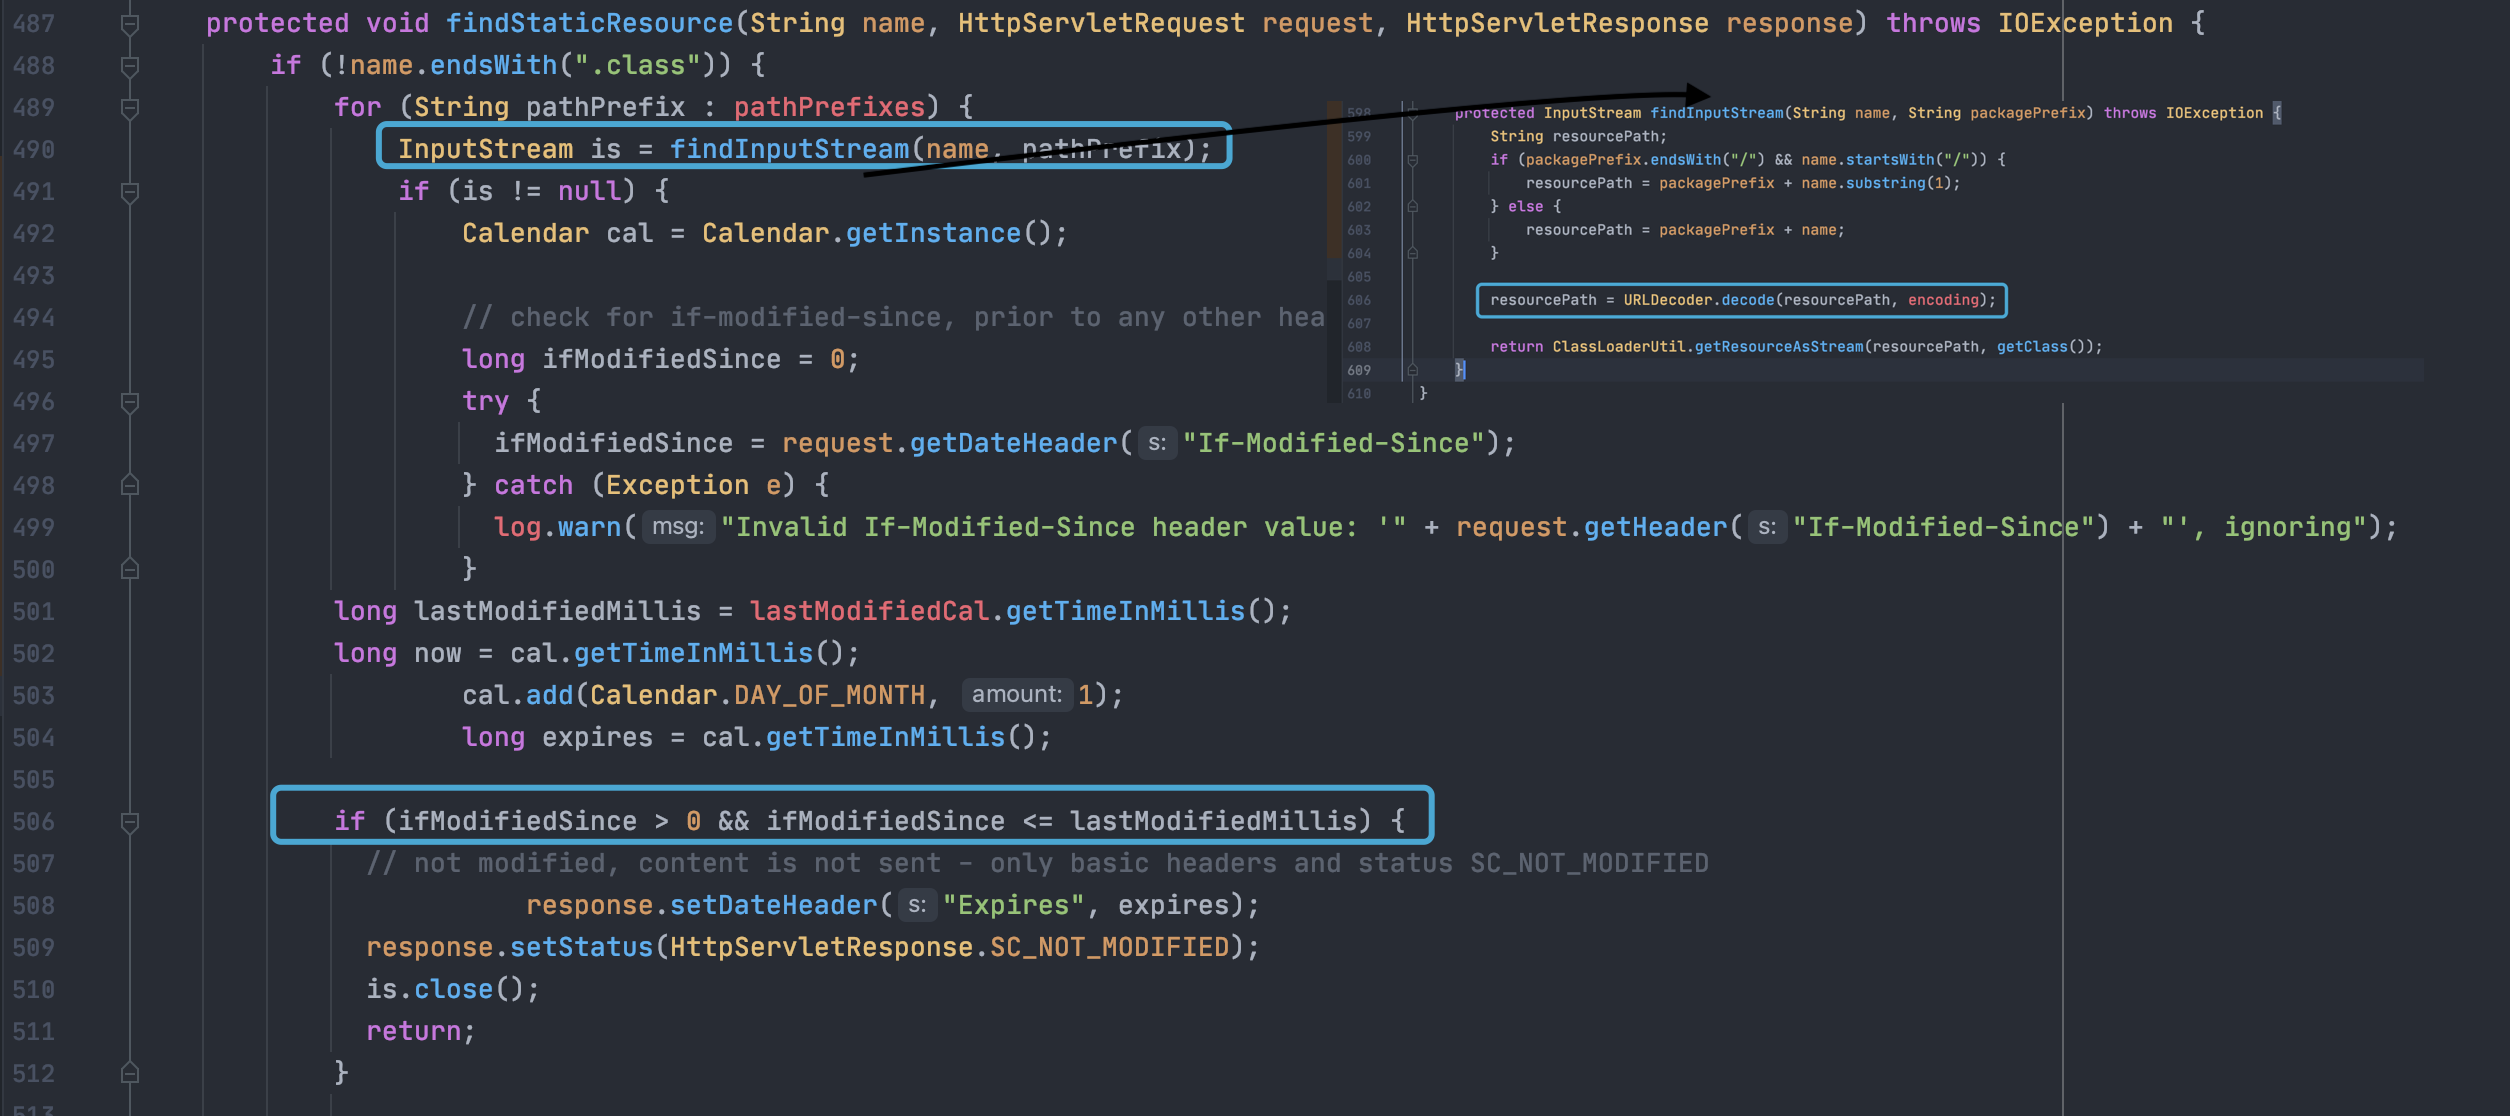 487 protected void findStaticResource(String name, HttpServletRequest request, HttpServletResponse response) throws IOException {
488 if (!name.endsWith(".class")) {
489 for (String pathPrefix : pathPrefixes) {
490 InputStream is = findInputStream(name, pathPrefix);
491 if (is != null) {
492 Calendar cal = Calendar.getInstance();
493
494 // check for if-modified-since, prior to any other hea
495 long ifModifiedSince = 0;
496 try {
497 ifModifiedSince = request.getDateHeader( s: "If-Modified-Since");
498 } catch (Exception e) {
499 log.warn( msg: "Invalid If-Modified-Since header value: '" + request.getHeader( s: "If-Modified-Since") + "', ignoring");
500 }
501 long lastModifiedMillis = lastModifiedCal.getTimeInMillis();
502 long now = cal.getTimeInMillis();
503 cal.add(Calendar.DAY_OF_MONTH, amount: 1);
504 long expires = cal.getTimeInMillis();
505
506 if (ifModifiedSince > 0 && ifModifiedSince <= lastModifiedMillis) {
507 // not modified, content is not sent - only basic headers and status SC_NOT_MODIFIED
508 response.setDateHeader( s: "Expires", expires);
509 response.setStatus(HttpServletResponse.SC_NOT_MODIFIED);
510 is.close();
511 return;
512 }
513
598 protected InputStream findInputStream(String name, String packagePrefix) throws IOException {
599 String resourcePath;
600 if (packagePrefix.endsWith("/") && name.startsWith("/")) {
601 resourcePath = packagePrefix + name.substring(1);
602 } else {
603 resourcePath = packagePrefix + name;
604 }
605
606 resourcePath = URLDecoder.decode(resourcePath, encoding);
607
608 return ClassLoaderUtil.getResourceAsStream(resourcePath, getClass());
609 }
610 }